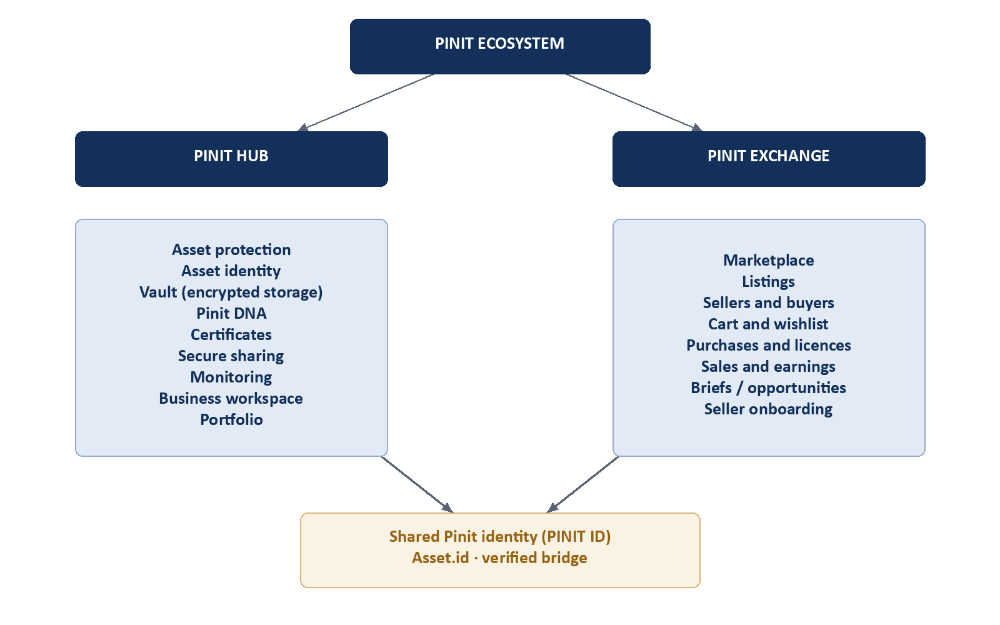 PINIT ECOSYSTEM
PINIT HUB
PINIT EXCHANGE
Asset protection
Asset identity
Vault (encrypted storage)
Pinit DNA
Certificates
Secure sharing
Monitoring
Business workspace
Portfolio
Marketplace
Listings
Sellers and buyers
Cart and wishlist
Purchases and licences
Sales and earnings
Briefs / opportunities
Seller onboarding
Shared Pinit identity (PINIT ID)
Asset.id · verified bridge